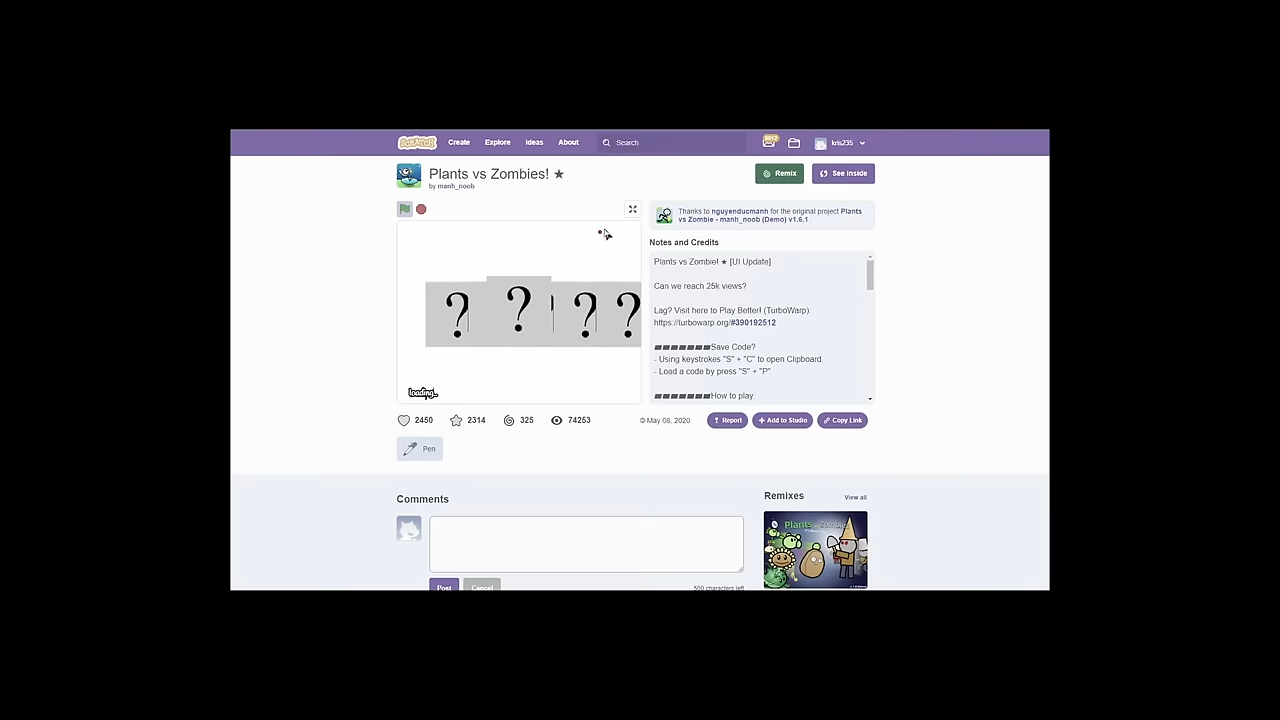 SCRATCH
Create
Explore
Ideas
About
Search
kris235
Plants vs Zombies! ★
by manh_noob
Remix
See inside
Thanks to nguyenducmanh for the original project Plants
vs Zombie - manh_noob (Demo) v1.6.1.
Notes and Credits
Plants vs Zombie! ★ [UI Update]
Can we reach 25k views?
Lag? Visit here to Play Better! (TurboWarp).
https://turbowarp.org/#390192512
▰▰▰▰▰▰▰Save Code?
- Using keystrokes "S" + "C" to open Clipboard.
- Load a code by press "S" + "P"
▰▰▰▰▰▰▰How to play:
? ? ? ?
loading..
2450
2314
325
74253
© May 08, 2020
Report
Add to Studio
Copy Link
Pen
Comments
Post
Cancel
500 characters left
Remixes
View all
Plants
Zombies